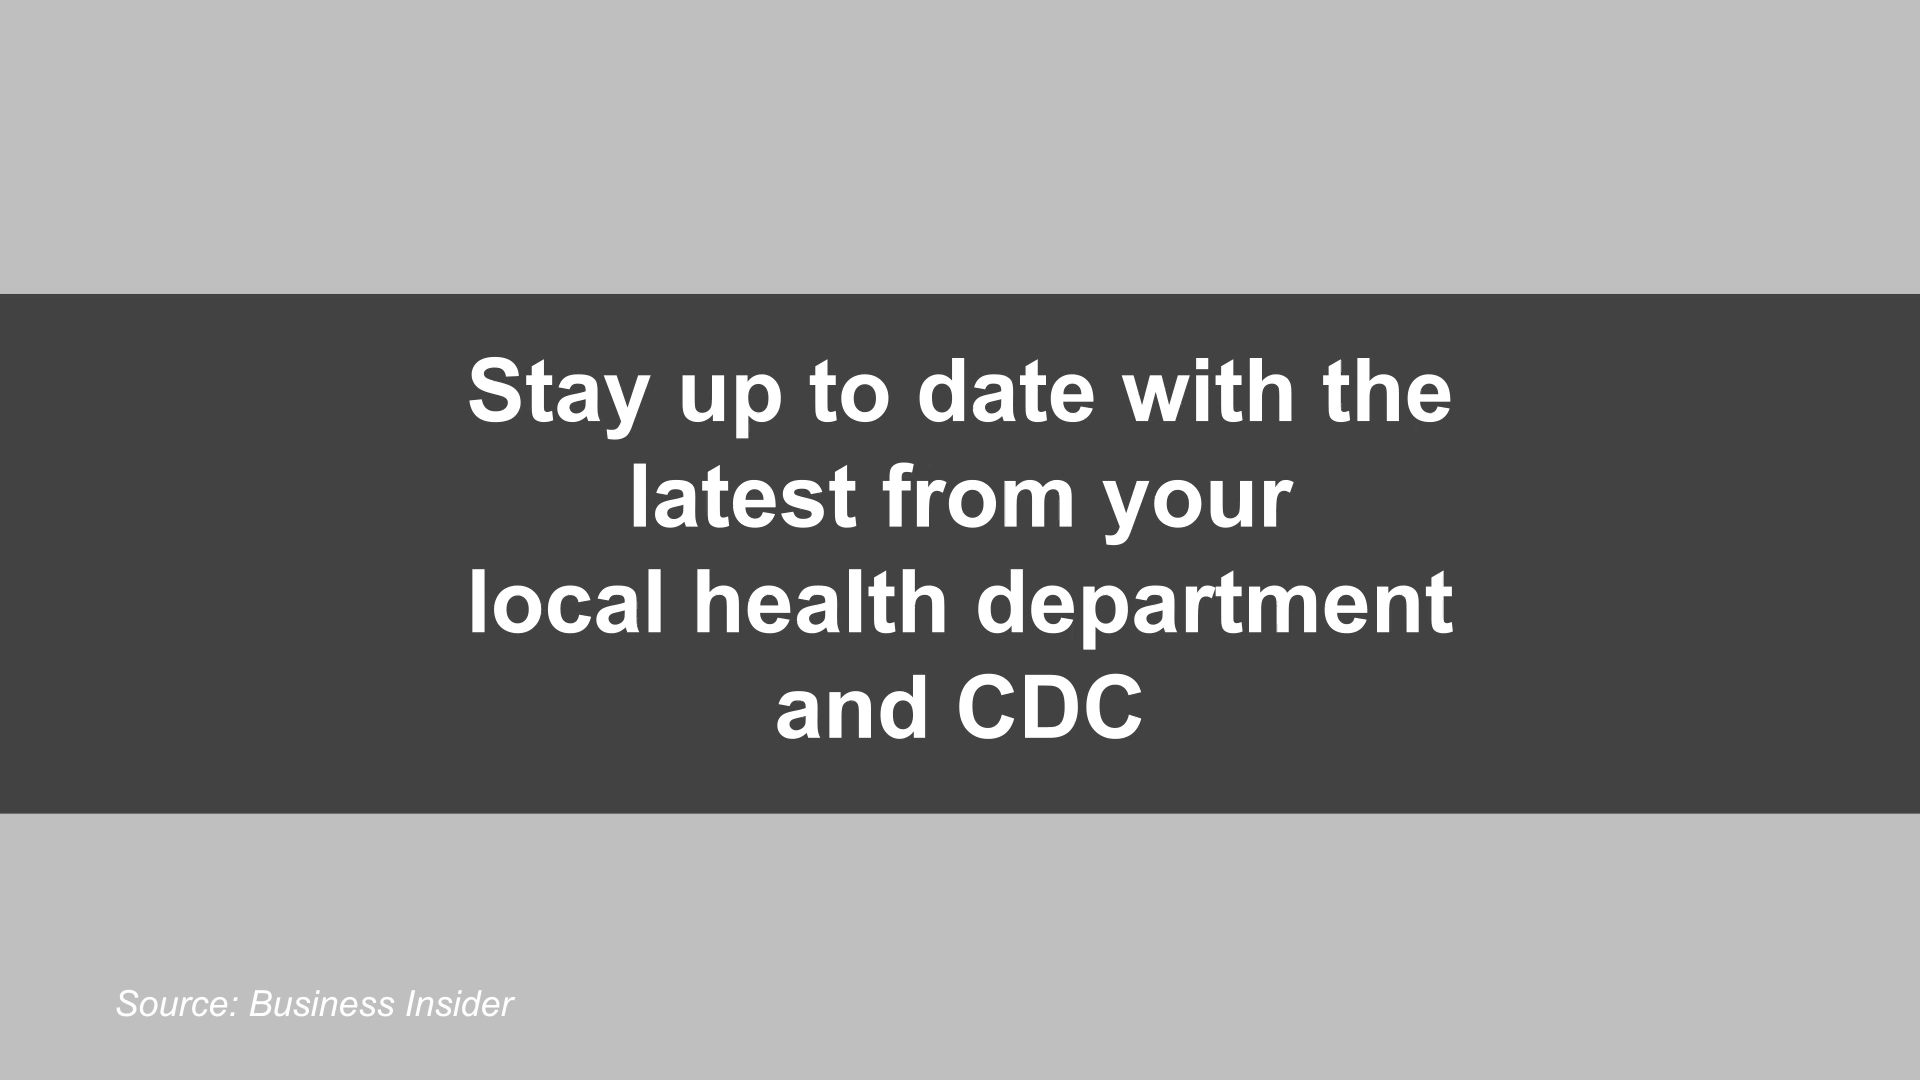 Stay up to date with the
latest from your
local health department
and CDC
Source: Business Insider